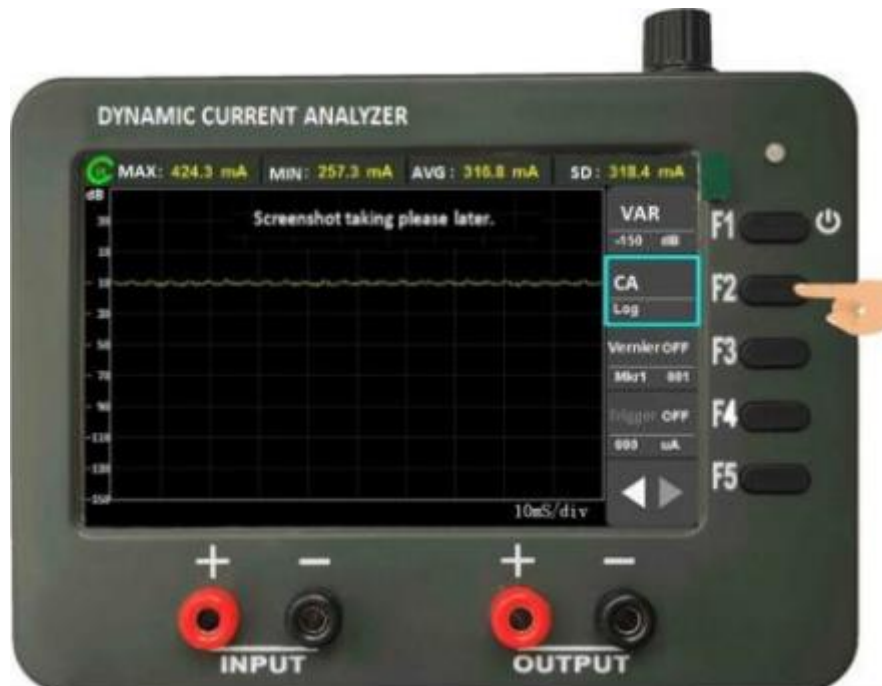 DYNAMIC CURRENT ANALYZER
MAX: 424.3 mA MIN: 257.3 mA AVG: 316.8 mA SD: 318.4 mA
dB
Screenshot taking please later.
VAR
-150 dB
F1
CA
Log
F2
Vernier OFF
Mkr1 001
F3
Trigger OFF
000 uA
F4
F5
10mS/div
+ − + −
INPUT OUTPUT